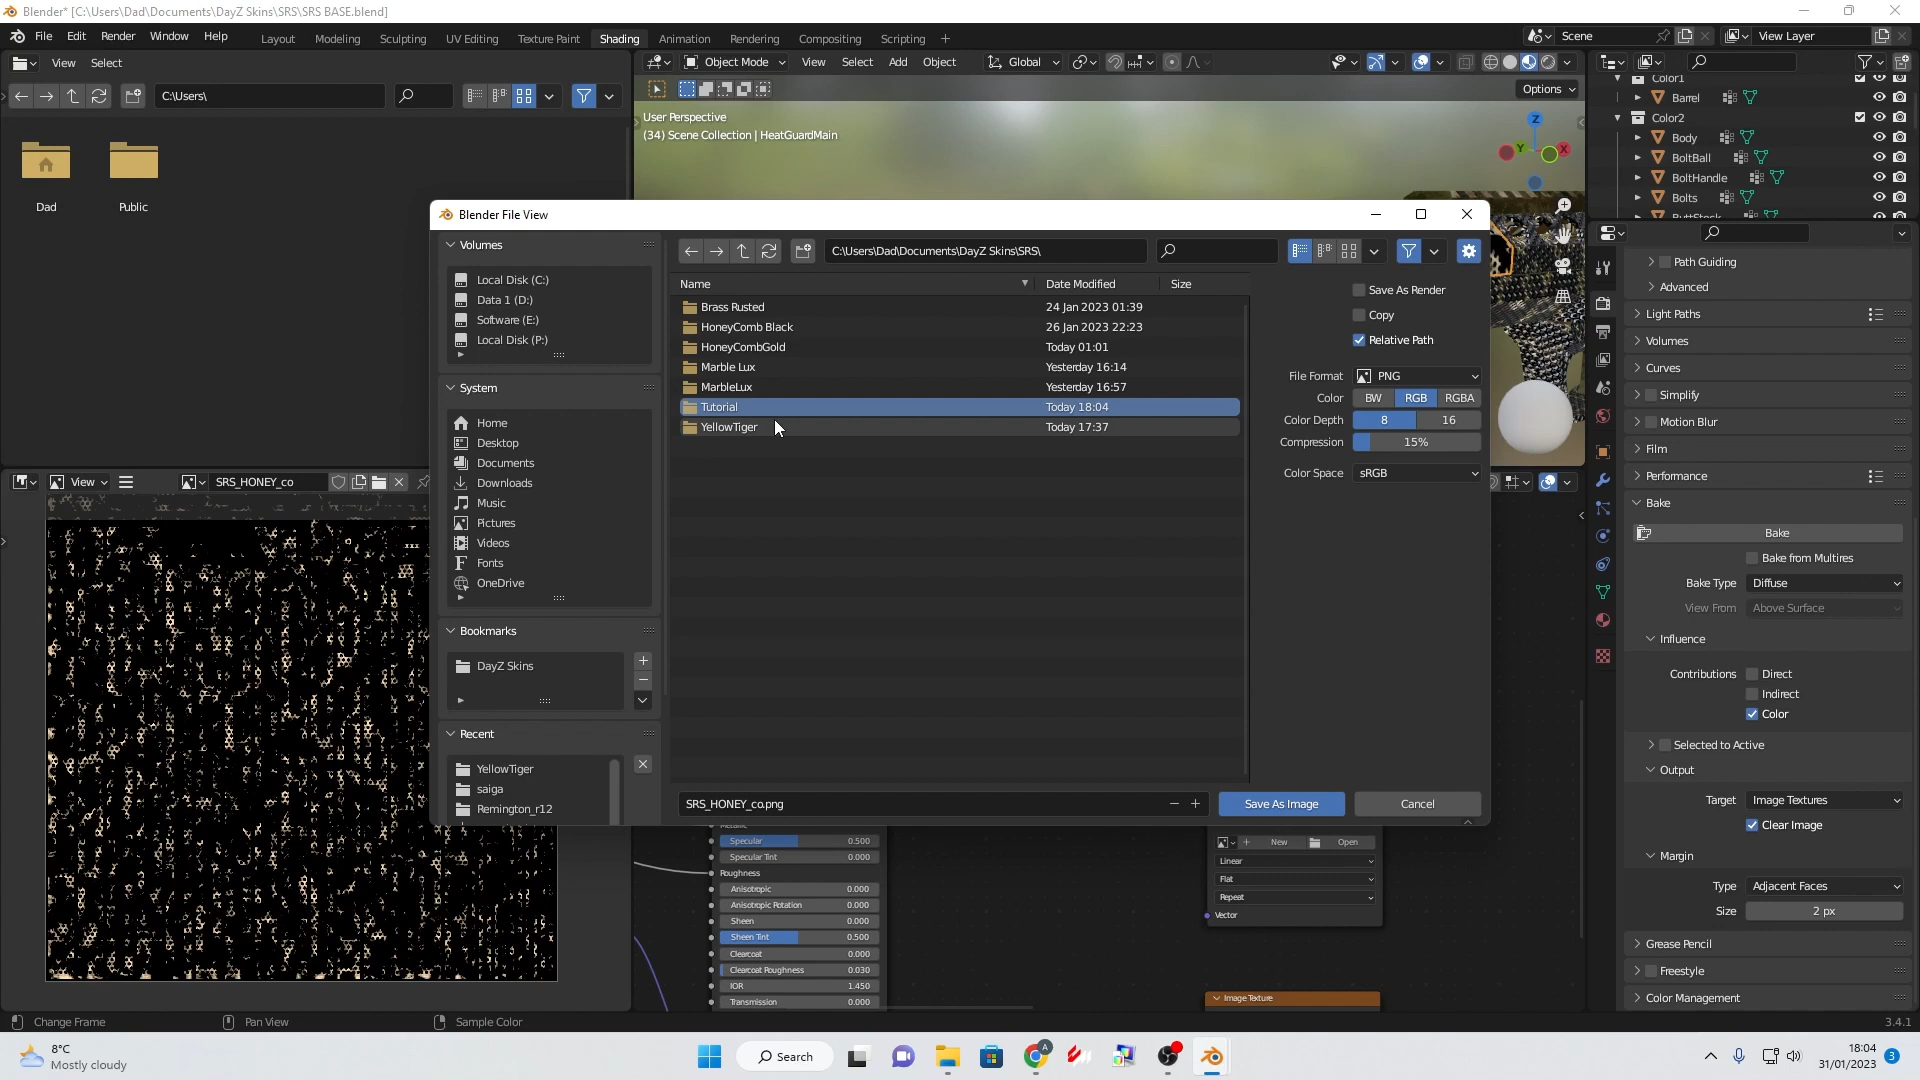 Blender* [C:\Users\Dad\Documents\DayZ Skins\SRS\SRS BASE.blend]
File Edit Render Window Help Layout Modeling Sculpting UV Editing Texture Paint Shading Animation Rendering Compositing Scripting + Scene View Layer
View Select Object Mode View Select Add Object Global
C:\Users\ Options
Dad Public
User Perspective
(34) Scene Collection | HeatGuardMain
Z
Y X
Color1
Barrel
Color2
Body
BoltBall
BoltHandle
Bolts
ButtStock
Blender File View
Volumes
Local Disk (C:)
Data 1 (D:)
Software (E:)
Local Disk (P:)
System
Home
Desktop
Documents
Downloads
Music
Pictures
Videos
Fonts
OneDrive
Bookmarks
DayZ Skins
Recent
YellowTiger
saiga
Remington_r12
C:\Users\Dad\Documents\DayZ Skins\SRS\
Name Date Modified Size
Brass Rusted 24 Jan 2023 01:39
HoneyComb Black 26 Jan 2023 22:23
HoneyCombGold Today 01:01
Marble Lux Yesterday 16:14
MarbleLux Yesterday 16:57
Tutorial Today 18:04
YellowTiger Today 17:37
Save As Render
Copy
Relative Path
File Format PNG
Color BW RGB RGBA
Color Depth 8 16
Compression 15%
Color Space sRGB
SRS_HONEY_co.png Save As Image Cancel
View SRS_HONEY_co
Metallic
Specular 0.500
Specular Tint 0.000
Roughness
Anisotropic 0.000
Anisotropic Rotation 0.000
Sheen 0.000
Sheen Tint 0.500
Clearcoat 0.000
Clearcoat Roughness 0.030
IOR 1.450
Transmission 0.000
New Open
Linear
Flat
Repeat
Vector
Image Texture
Path Guiding
Advanced
Light Paths
Volumes
Curves
Simplify
Motion Blur
Film
Performance
Bake
Bake
Bake from Multires
Bake Type Diffuse
View From Above Surface
Influence
Contributions Direct
Indirect
Color
Selected to Active
Output
Target Image Textures
Clear Image
Margin
Type Adjacent Faces
Size 2 px
Grease Pencil
Freestyle
Color Management
Change Frame Pan View Sample Color 3.4.1
8°C
Mostly cloudy
Search
A
18:04
31/01/2023
3